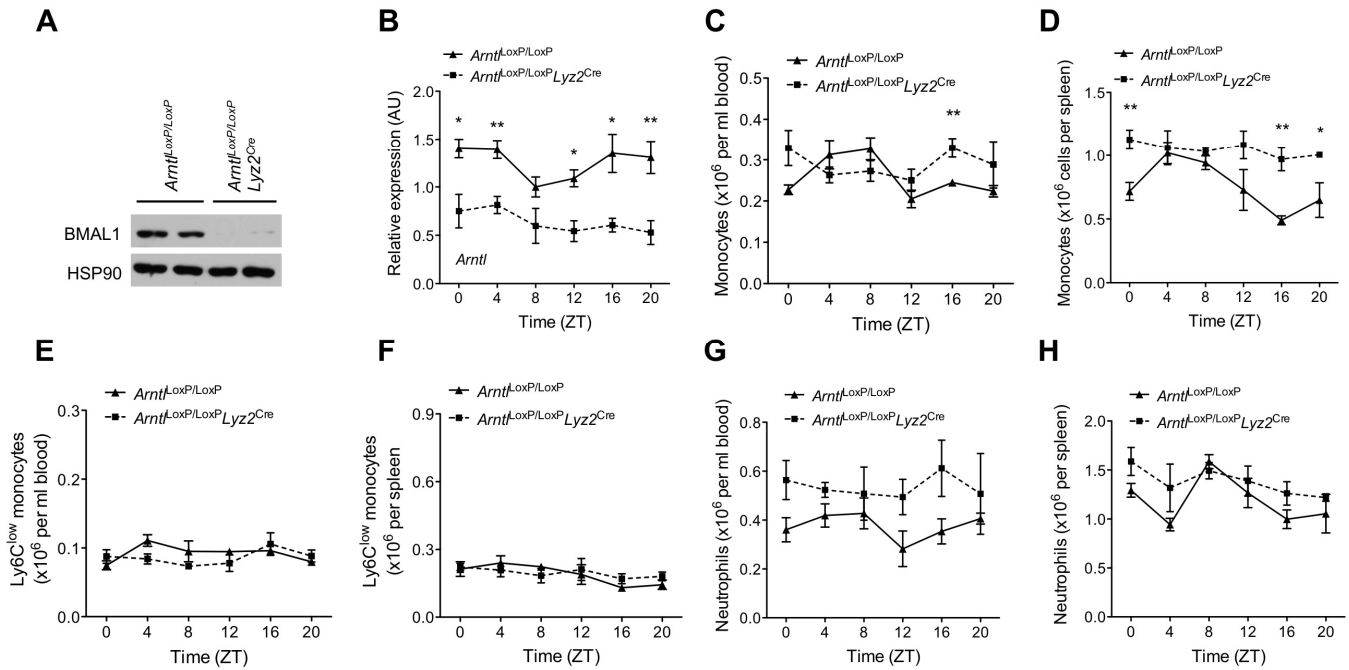 A
Arntl^LoxP/LoxP
Arntl^LoxP/LoxP
Lyz2^Cre
BMAL1
HSP90
B
Arntl^LoxP/LoxP
Arntl^LoxP/LoxP Lyz2^Cre
Relative expression (AU)
2.0
1.5
1.0
0.5
0.0
* ** * * **
Arntl
0 4 8 12 16 20
Time (ZT)
C
Arntl^LoxP/LoxP
Arntl^LoxP/LoxP Lyz2^Cre
Monocytes (x10^6 per ml blood)
0.5
0.4
0.3
0.2
0.1
0.0
**
0 4 8 12 16 20
Time (ZT)
D
Arntl^LoxP/LoxP
Arntl^LoxP/LoxP Lyz2^Cre
Monocytes (x10^6 cells per spleen)
1.5
1.0
0.5
0.0
** ** *
0 4 8 12 16 20
Time (ZT)
E
Arntl^LoxP/LoxP
Arntl^LoxP/LoxP Lyz2^Cre
Ly6C^low monocytes
(x10^6 per ml blood)
0.3
0.2
0.1
0.0
0 4 8 12 16 20
Time (ZT)
F
Arntl^LoxP/LoxP
Arntl^LoxP/LoxP Lyz2^Cre
Ly6C^low monocytes
(x10^6 per spleen
0.9
0.6
0.3
0.0
0 4 8 12 16 20
Time (ZT)
G
Arntl^LoxP/LoxP
Arntl^LoxP/LoxP Lyz2^Cre
Neutrophils (x10^6 per ml blood)
0.8
0.6
0.4
0.2
0.0
0 4 8 12 16 20
Time (ZT)
H
Arntl^LoxP/LoxP
Arntl^LoxP/LoxP Lyz2^Cre
Neutrophils (x10^6 per spleen)
2.0
1.5
1.0
0.5
0.0
0 4 8 12 16 20
Time (ZT)